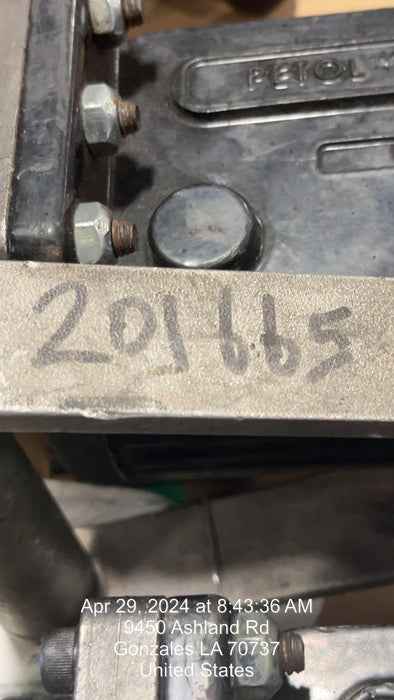 PETOL
201665
Apr 29, 2024 at 8:43:36 AM
9450 Ashland Rd
Gonzales LA 70737
United States